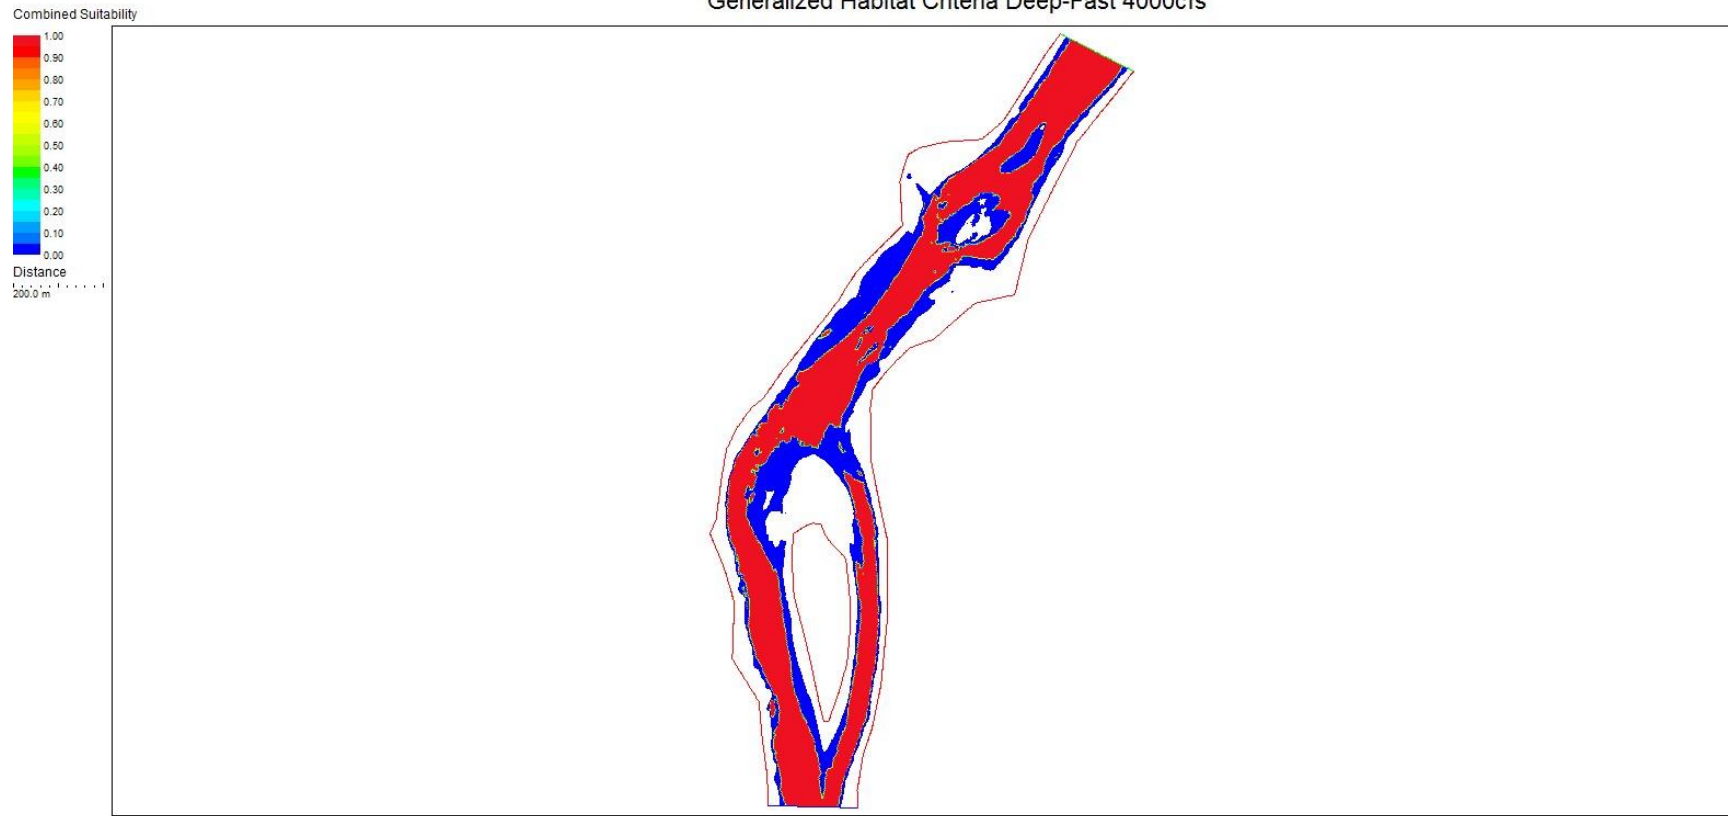 Generalized Habitat Criteria Deep-Fast 4000cfs
Combined Suitability
1.00
0.90
0.80
0.70
0.60
0.50
0.40
0.30
0.20
0.10
0.00
Distance
200.0 m